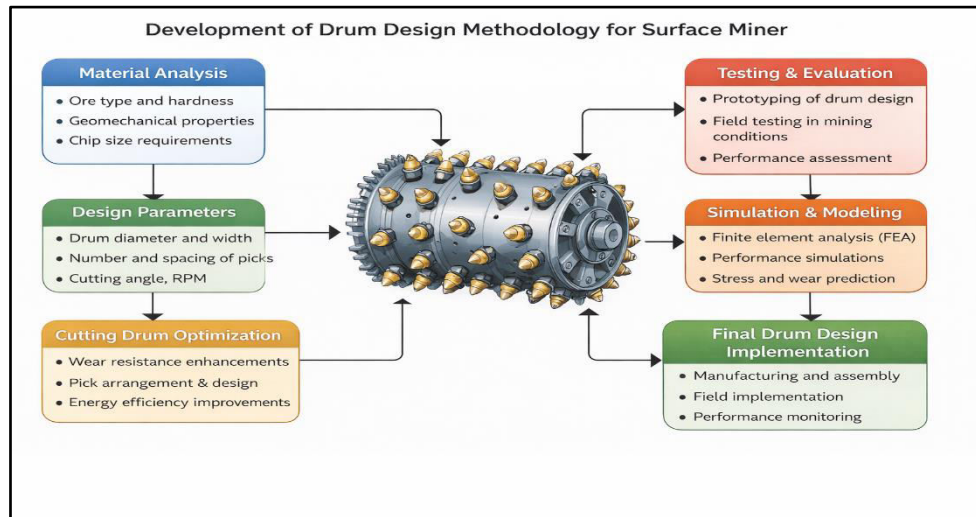 Development of Drum Design Methodology for Surface Miner
Material Analysis
• Ore type and hardness
• Geomechanical properties
• Chip size requirements
Design Parameters
• Drum diameter and width
• Number and spacing of picks
• Cutting angle, RPM
Cutting Drum Optimization
• Wear resistance enhancements
• Pick arrangement & design
• Energy efficiency improvements
Testing & Evaluation
• Prototyping of drum design
• Field testing in mining
conditions
• Performance assessment
Simulation & Modeling
• Finite element analysis (FEA)
• Performance simulations
• Stress and wear prediction
Final Drum Design
Implementation
• Manufacturing and assembly
• Field implementation
• Performance monitoring